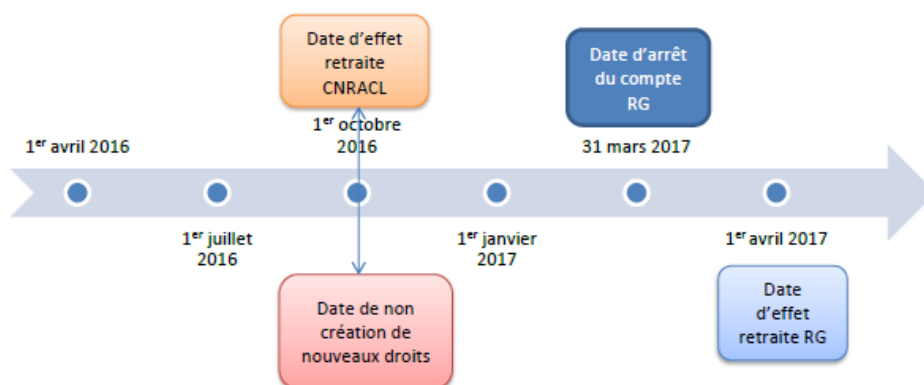 Date d'effet
retraite
CNRACL
Date d'arrêt
du compte
RG
1er avril 2016
1er octobre
2016
31 mars 2017
1er juillet
2016
1er janvier
2017
1er avril 2017
Date de non
création de
nouveaux droits
Date
d'effet
retraite RG